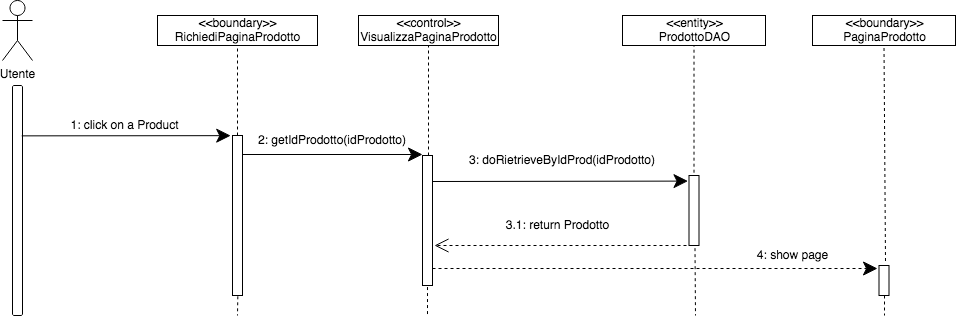 <<boundary>>
RichiediPaginaProdotto
<<control>>
VisualizzaPaginaProdotto
<<entity>>
ProdottoDAO
<<boundary>>
PaginaProdotto
Utente
1: click on a Product
2: getIdProdotto(idProdotto)
3: doRietrieveByIdProd(idProdotto)
3.1: return Prodotto
4: show page